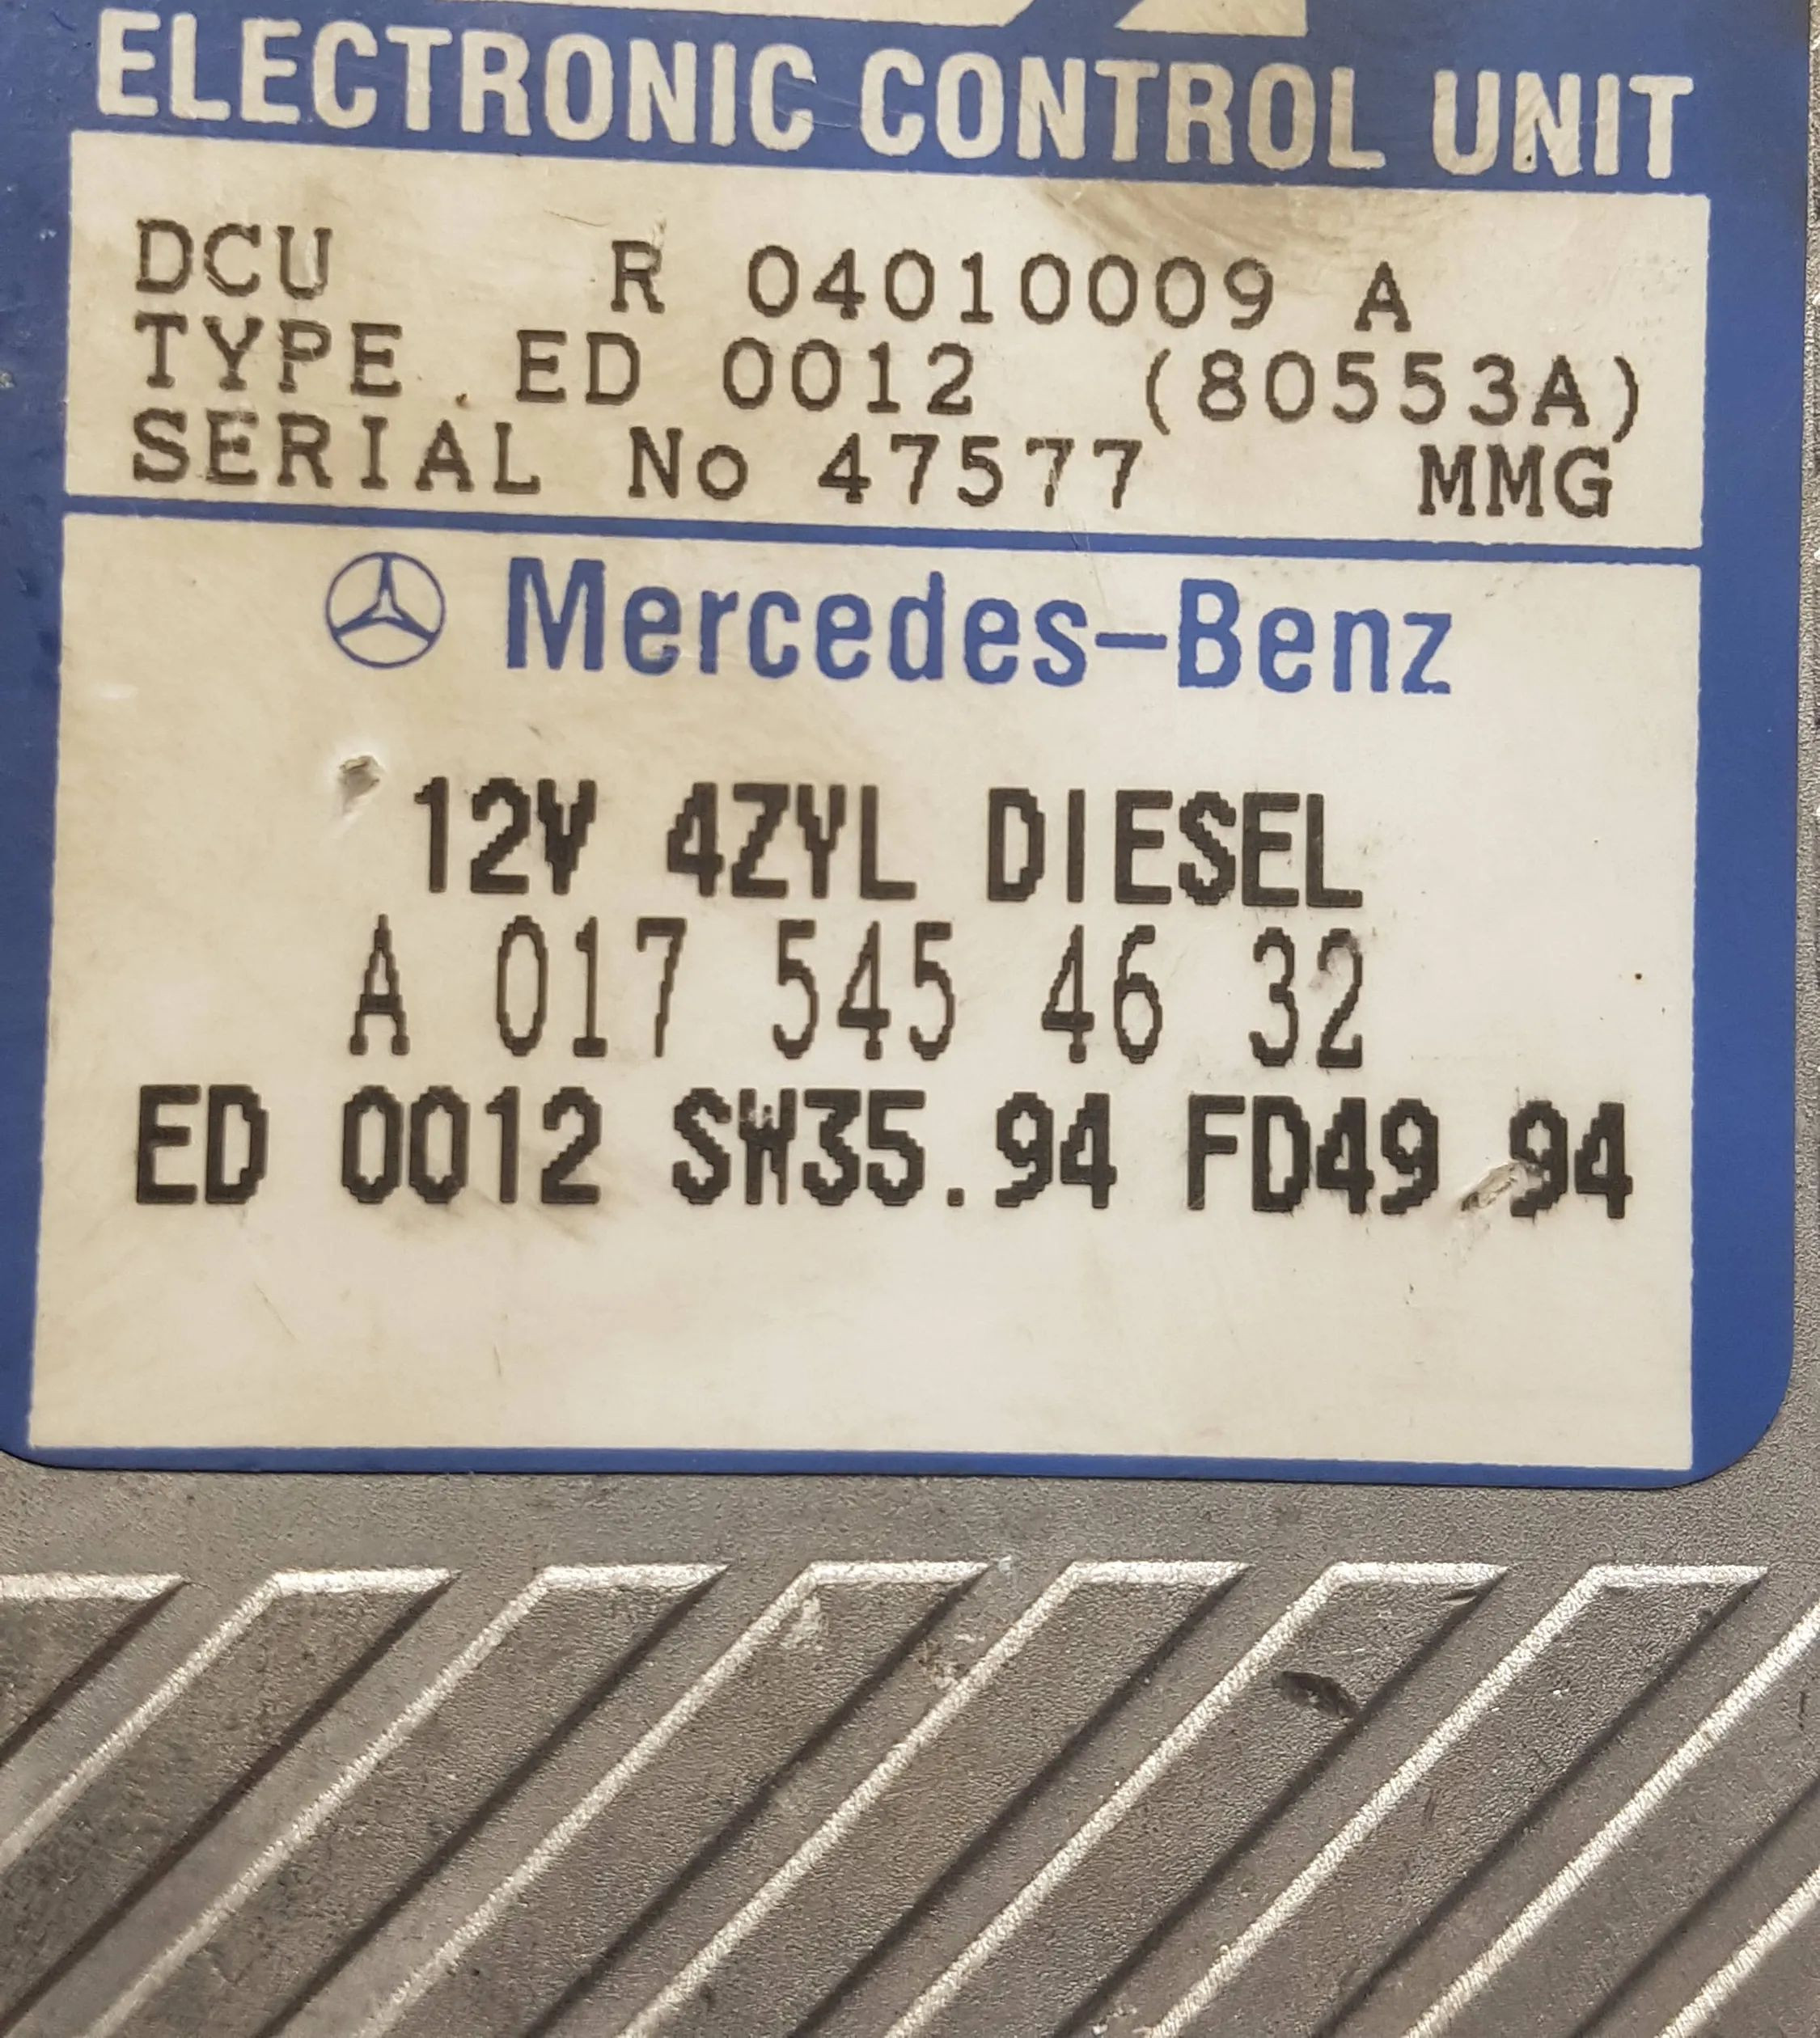 ELECTRONIC CONTROL UNIT
DCU R 04010009 A
TYPE ED 0012 (80553A)
SERIAL No 47577 MMG
Mercedes-Benz
12V 4ZYL DIESEL
A 017 545 46 32
ED 0012 SW35.94 FD49 94